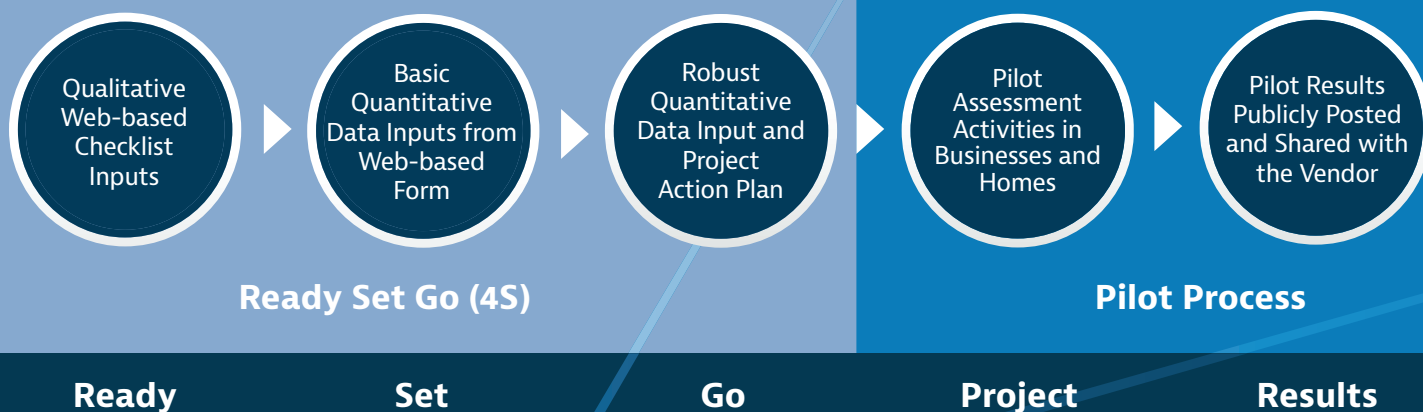 Qualitative
Web-based
Checklist
Inputs
Basic
Quantitative
Data Inputs from
Web-based
Form
Robust
Quantitative
Data Input and
Project
Action Plan
Pilot
Assessment
Activities in
Businesses and
Homes
Pilot Results
Publicly Posted
and Shared with
the Vendor
Ready Set Go (4S)
Pilot Process
Ready
Set
Go
Project
Results